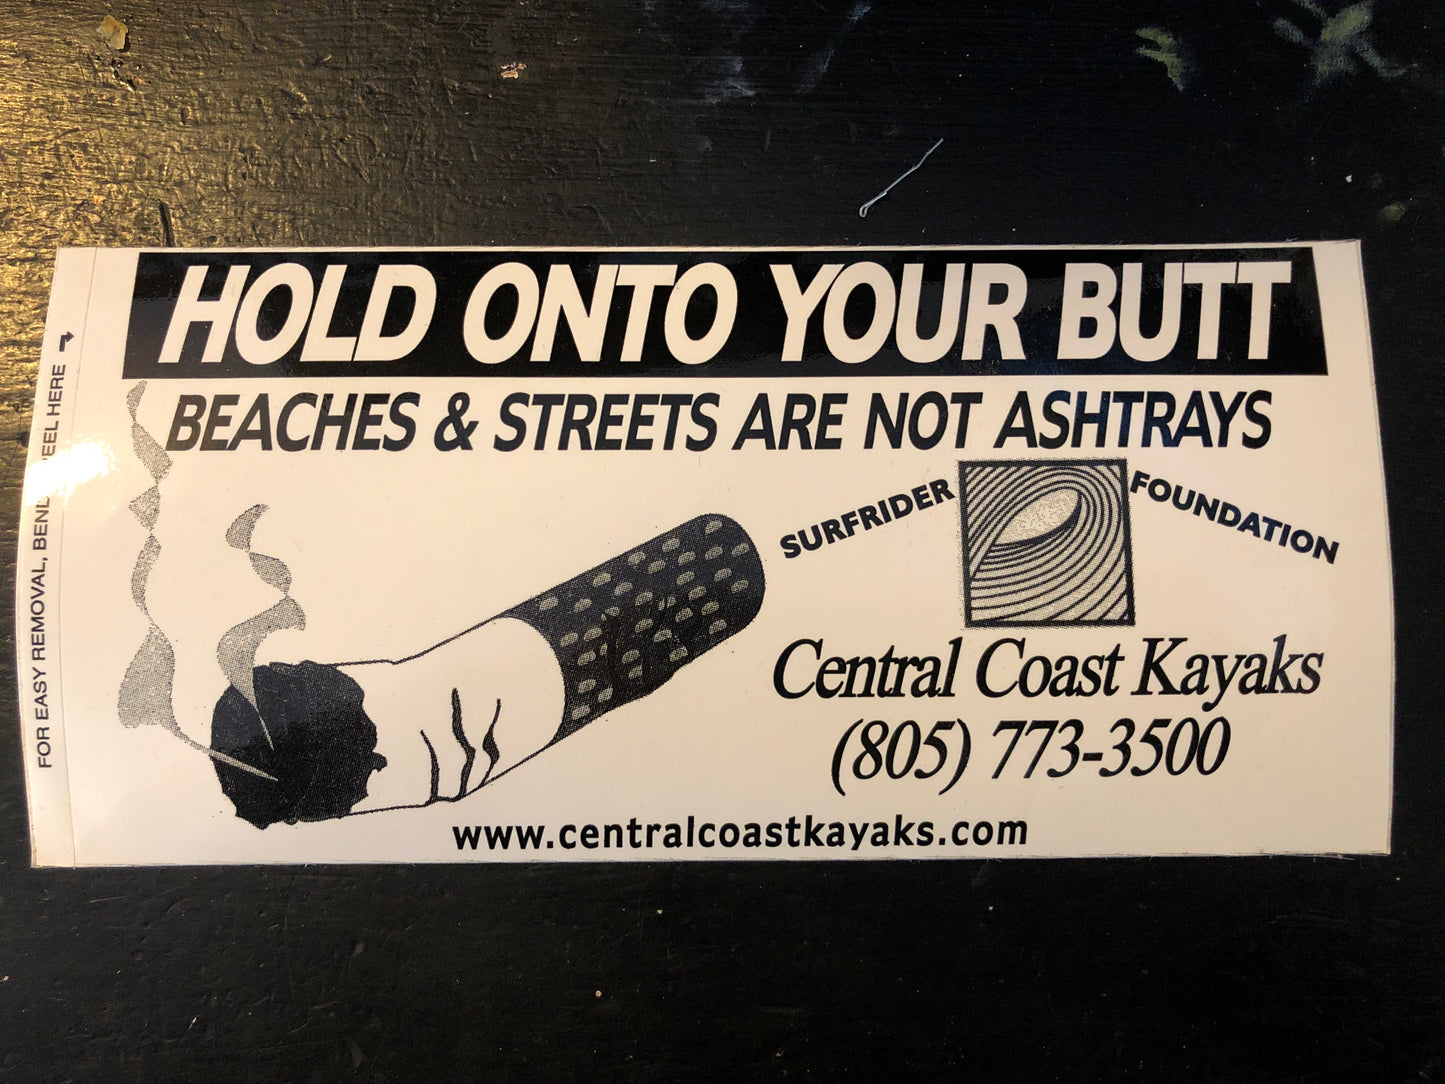 HOLD ONTO YOUR BUTT
BEACHES & STREETS ARE NOT ASHTRAYS
SURFRIDER FOUNDATION
Central Coast Kayaks
(805) 773-3500
www.centralcoastkayaks.com
FOR EASY REMOVAL, BEND, PEEL HERE